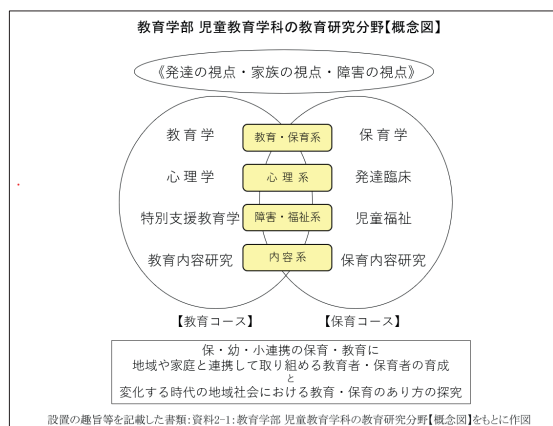 教育学部 児童教育学科の教育研究分野【概念図】
《発達の視点・家族の視点・障害の視点》
教育学 教育・保育系 保育学
心理学 心理系 発達臨床
特別支援教育学 障害・福祉系 児童福祉
教育内容研究 内容系 保育内容研究
【教育コース】 【保育コース】
保・幼・小連携の保育・教育に
地域や家庭と連携して取り組める教育者・保育者の育成
と
変化する時代の地域社会における教育・保育のあり方の探究
設置の趣旨等を記載した書類:資料2-1:教育学部 児童教育学科の教育研究分野【概念図】をもとに作図